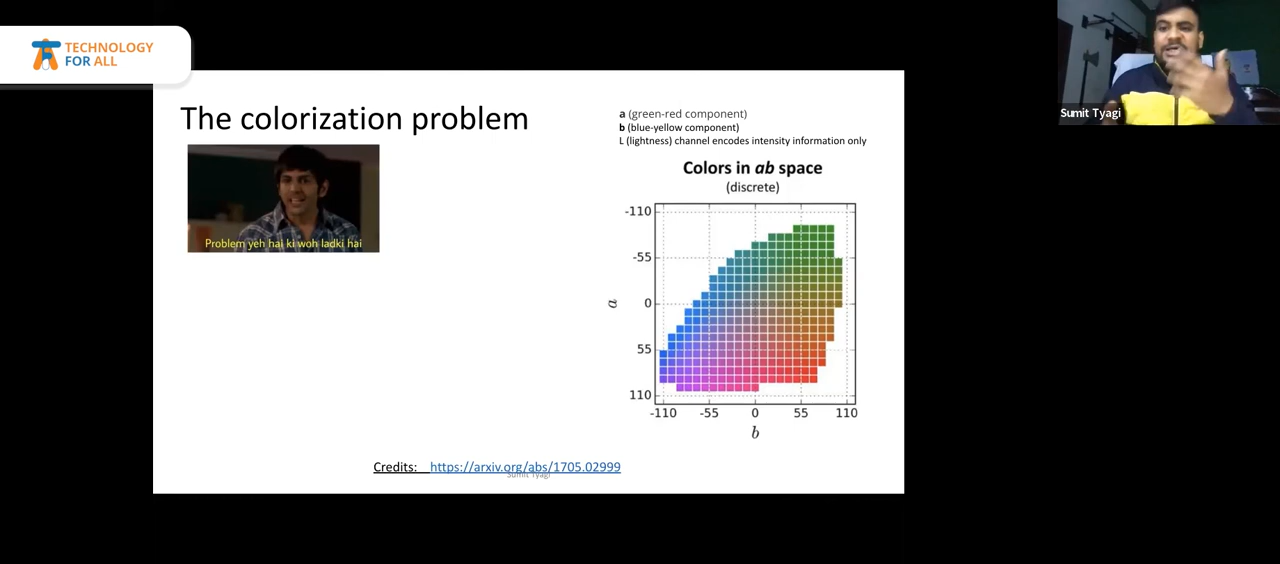 TECHNOLOGY
FOR ALL
The colorization problem
Problem yeh hai ki woh ladki hai
a (green-red component)
b (blue-yellow component)
L (lightness) channel encodes intensity information only
Colors in ab space
(discrete)
-110
-55
0
55
110
a
-110 -55 0 55 110
b
Credits: https://arxiv.org/abs/1705.02999
Sumit Tyagi
Sumit Tyagi